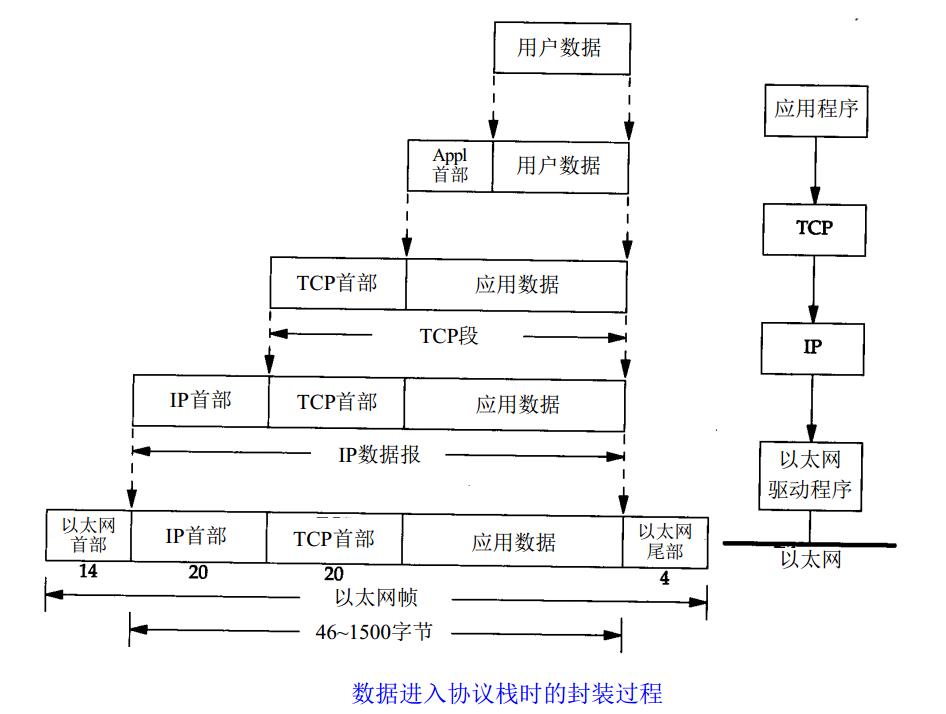 用户数据
应用程序
Appl
首部
用户数据
TCP
TCP首部
应用数据
TCP段
IP
IP首部
TCP首部
应用数据
IP数据报
以太网
驱动程序
以太网
首部
IP首部
TCP首部
应用数据
以太网
尾部
以太网
14
20
20
4
以太网帧
46~1500字节
数据进入协议栈时的封装过程